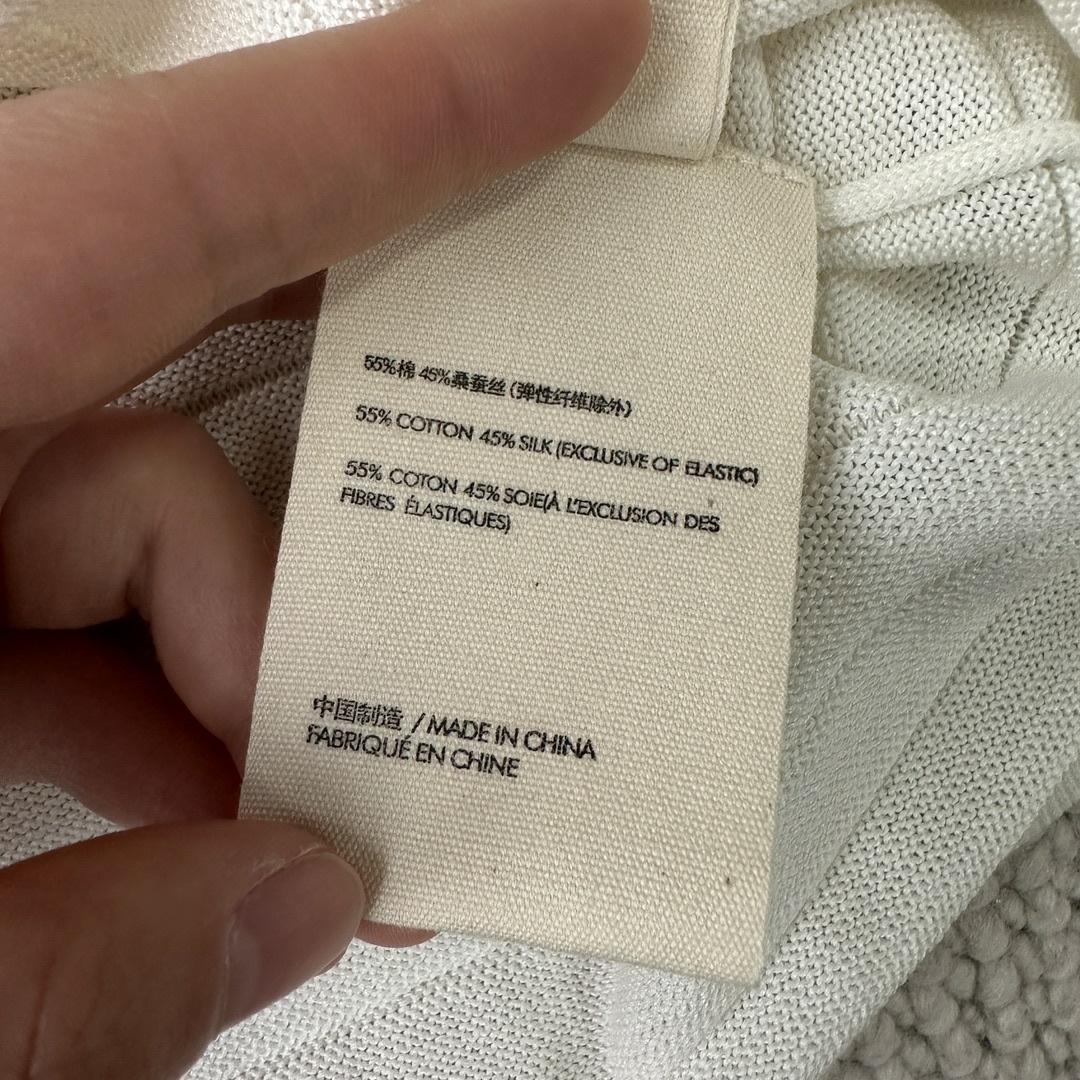 55%棉 45%桑蚕丝 (弹性纤维除外)
55% COTTON 45% SILK (EXCLUSIVE OF ELASTIC)
55% COTON 45% SOIE(À L'EXCLUSION DES
FIBRES ÉLASTIQUES)
中国制造 / MADE IN CHINA
FABRIQUÉ EN CHINE